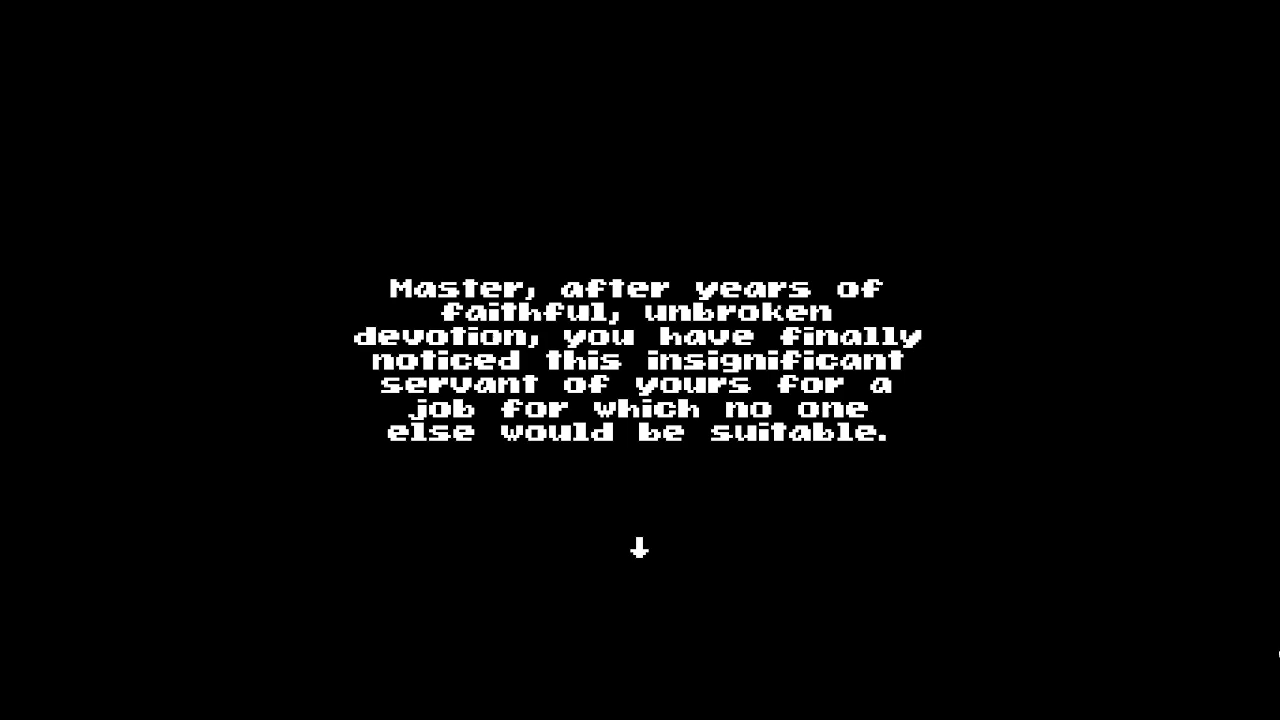 Master, after years of
faithful, unbroken
devotion, you have finally
noticed this insignificant
servant of yours for a
job for which no one
else would be suitable.